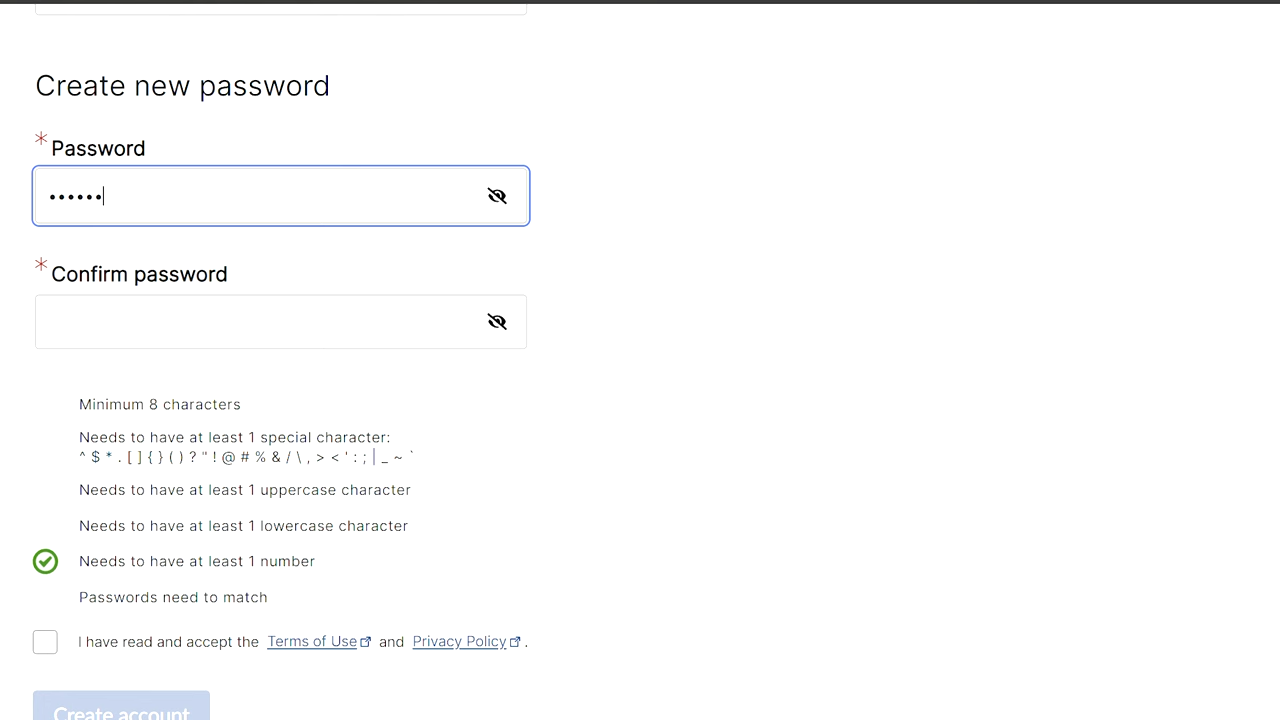 Create new password
* Password
••••••
* Confirm password
Minimum 8 characters
Needs to have at least 1 special character:
^ $ * . [ ] { } ( ) ? " ! @ # % & / \ , > < ' : ; | _ ~ `
Needs to have at least 1 uppercase character
Needs to have at least 1 lowercase character
Needs to have at least 1 number
Passwords need to match
I have read and accept the Terms of Use and Privacy Policy .
Create account